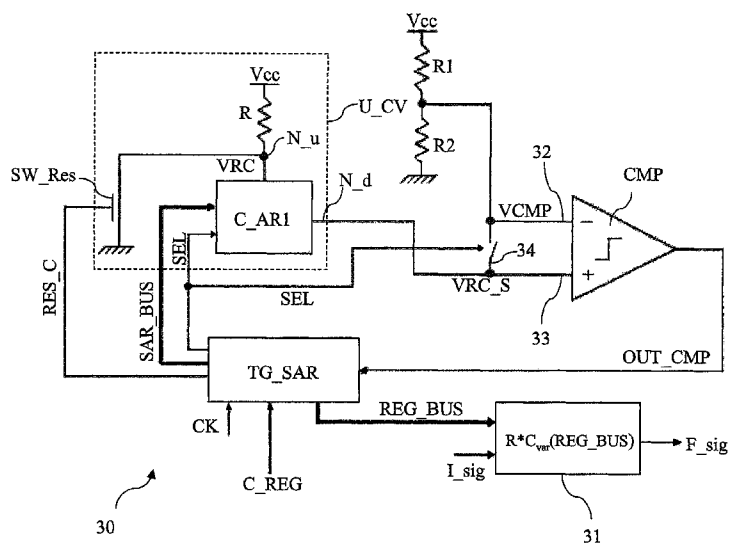 Vcc
R1
R2
Vcc
R
U_CV
N_u
VRC
SW_Res
N_d
C_AR1
32
CMP
VCMP
−
34
+
VRC_S
33
SEL
SEL
RES_C
SAR_BUS
OUT_CMP
TG_SAR
REG_BUS
CK
C_REG
R*Cvar(REG_BUS)
F_sig
I_sig
30
31